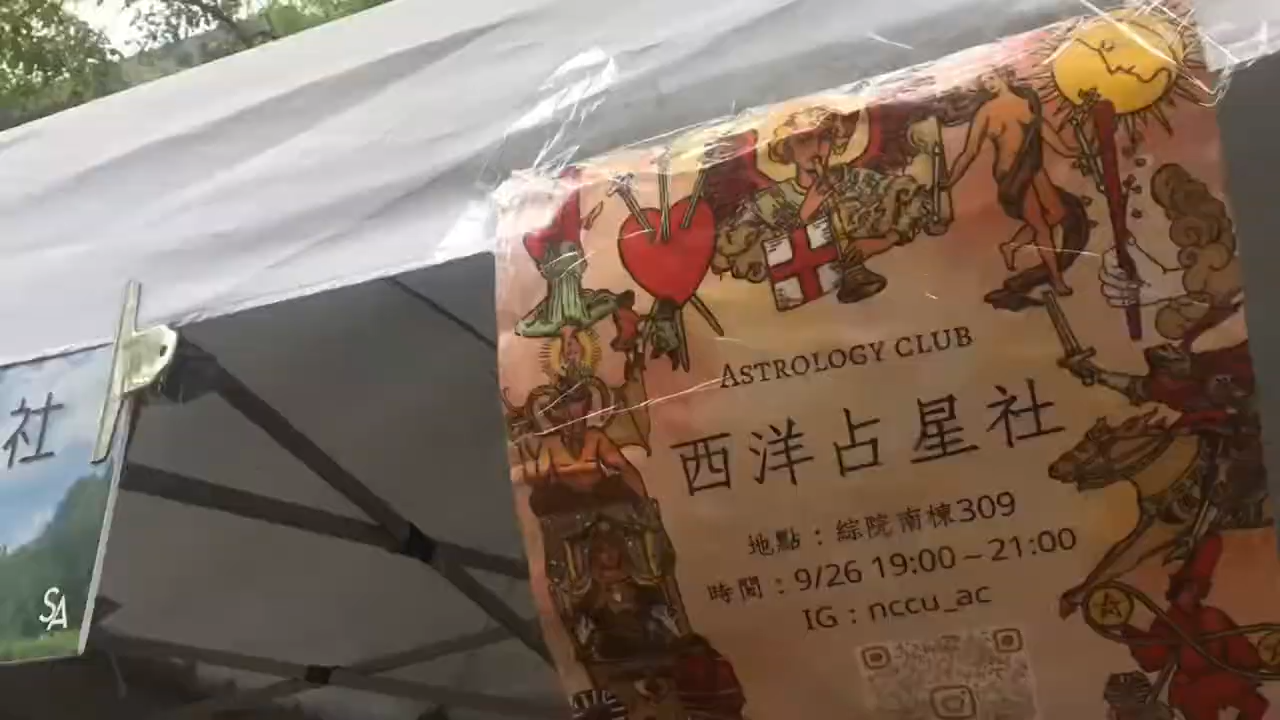 社
SA
ASTROLOGY CLUB
西洋占星社
地點：綜院南棟309
時間：9/26 19:00～21:00
IG：nccu_ac